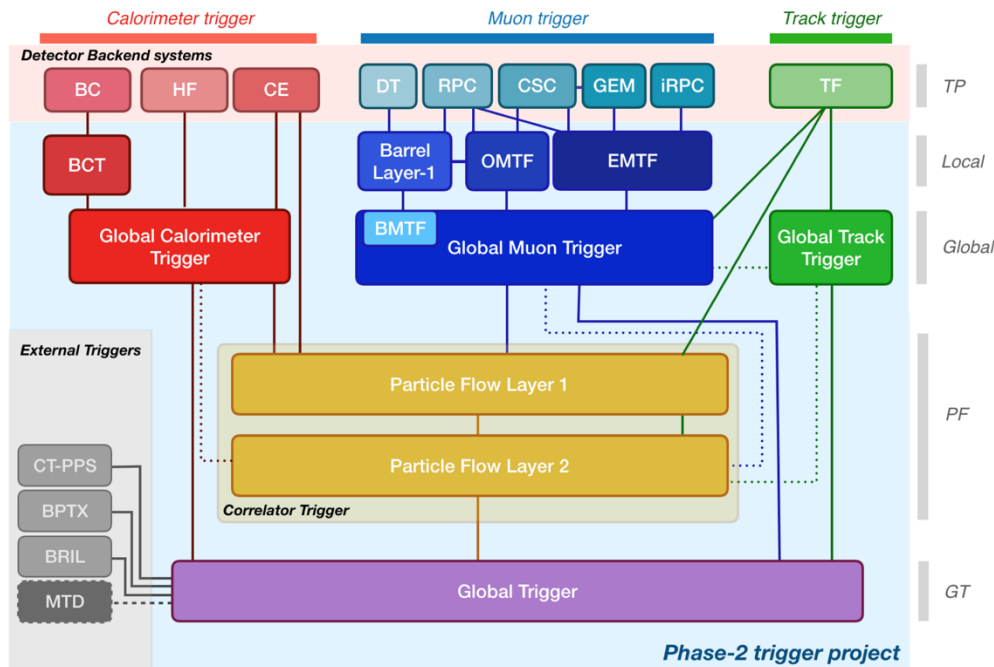 Calorimeter trigger
Muon trigger
Track trigger
Detector Backend systems
BC
HF
CE
DT
RPC
CSC
GEM
iRPC
TF
TP
BCT
Barrel
Layer-1
OMTF
EMTF
Local
Global Calorimeter
Trigger
BMTF
Global Muon Trigger
Global Track
Trigger
Global
External Triggers
Particle Flow Layer 1
PF
Particle Flow Layer 2
Correlator Trigger
CT-PPS
BPTX
BRIL
MTD
Global Trigger
GT
Phase-2 trigger project